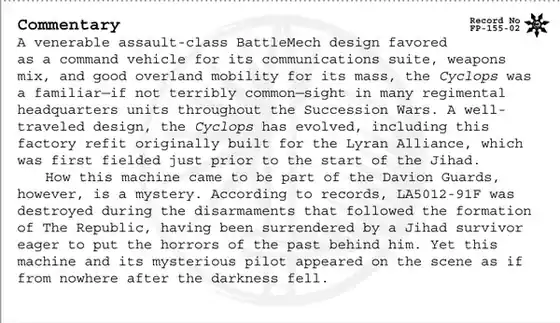 Commentary
Record No
FP-155-02
A venerable assault-class BattleMech design favored
as a command vehicle for its communications suite, weapons
mix, and good overland mobility for its mass, the Cyclops was
a familiar—if not terribly common—sight in many regimental
headquarters units throughout the Succession Wars. A well-
traveled design, the Cyclops has evolved, including this
factory refit originally built for the Lyran Alliance, which
was first fielded just prior to the start of the Jihad.
How this machine came to be part of the Davion Guards,
however, is a mystery. According to records, LA5012-91F was
destroyed during the disarmaments that followed the formation
of The Republic, having been surrendered by a Jihad survivor
eager to put the horrors of the past behind him. Yet this
machine and its mysterious pilot appeared on the scene as if
from nowhere after the darkness fell.